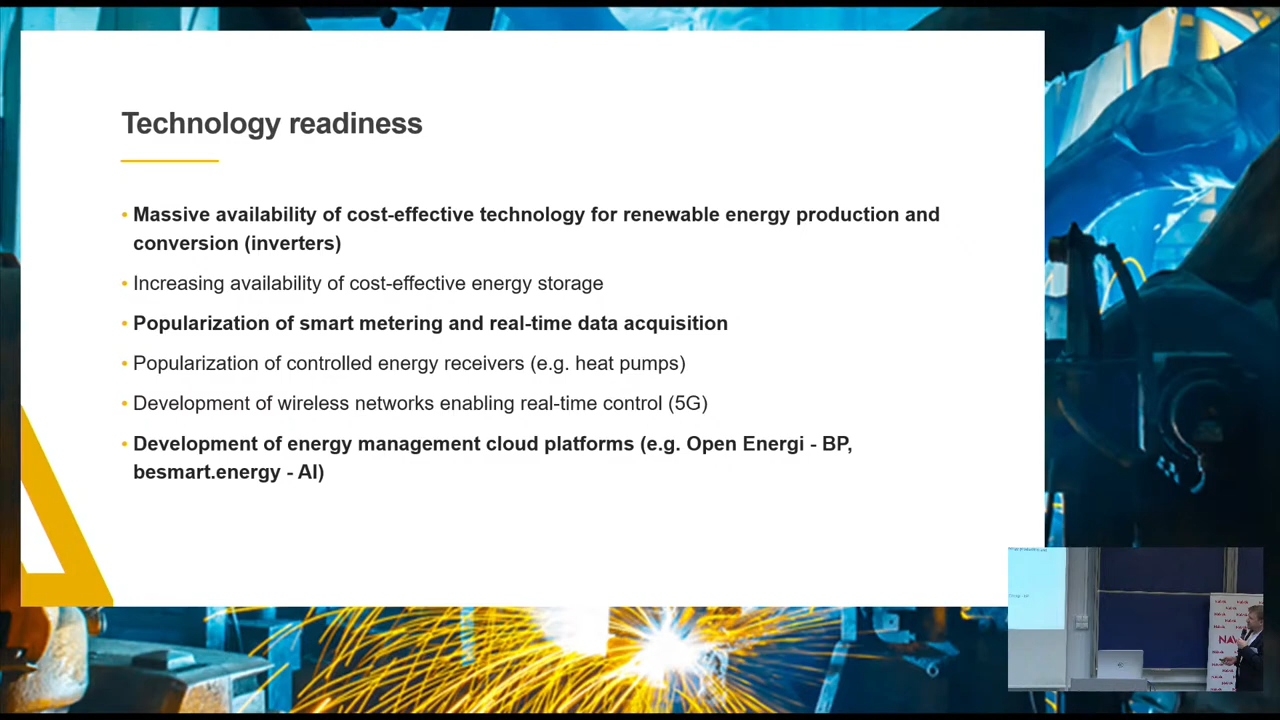 Technology readiness
• Massive availability of cost-effective technology for renewable energy production and
conversion (inverters)
• Increasing availability of cost-effective energy storage
• Popularization of smart metering and real-time data acquisition
• Popularization of controlled energy receivers (e.g. heat pumps)
• Development of wireless networks enabling real-time control (5G)
• Development of energy management cloud platforms (e.g. Open Energi - BP,
besmart.energy - AI)